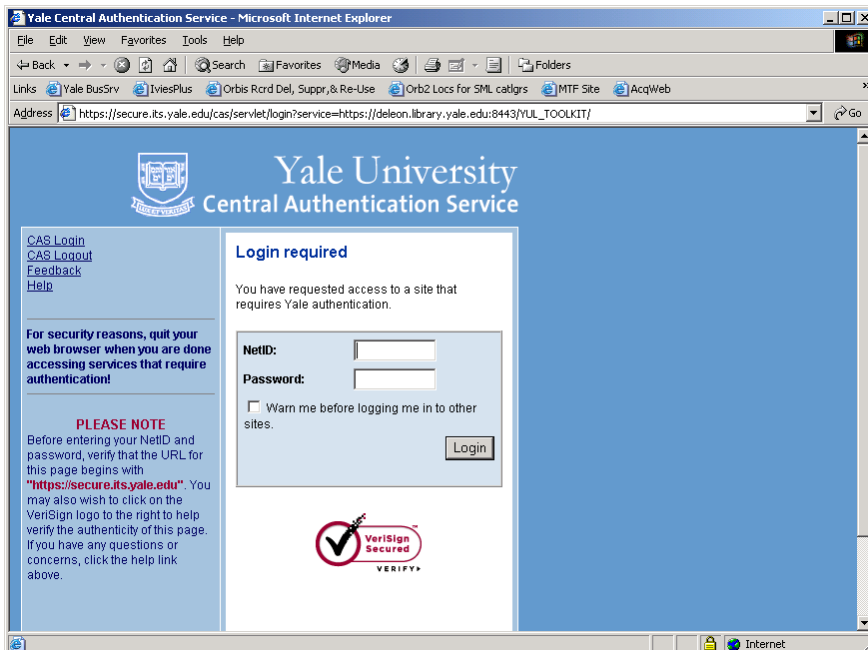 Yale Central Authentication Service - Microsoft Internet Explorer
File Edit View Favorites Tools Help
Back Search Favorites Media Folders
Links Yale BusSrv IviesPlus Orbis Rcrd Del, Suppr,& Re-Use Orb2 Locs for SML catlgrs MTF Site AcqWeb »
Address https://secure.its.yale.edu/cas/servlet/login?service=https://deleon.library.yale.edu:8443/YUL_TOOLKIT/ Go
Yale University
Central Authentication Service
CAS Login
CAS Logout
Feedback
Help
For security reasons, quit your
web browser when you are done
accessing services that require
authentication!
PLEASE NOTE
Before entering your NetID and
password, verify that the URL for
this page begins with
"https://secure.its.yale.edu". You
may also wish to click on the
VeriSign logo to the right to help
verify the authenticity of this page.
If you have any questions or
concerns, click the help link
above.
Login required
You have requested access to a site that
requires Yale authentication.
NetID:
Password:
Warn me before logging me in to other
sites.
Login
VeriSign
Secured
VERIFY
Internet